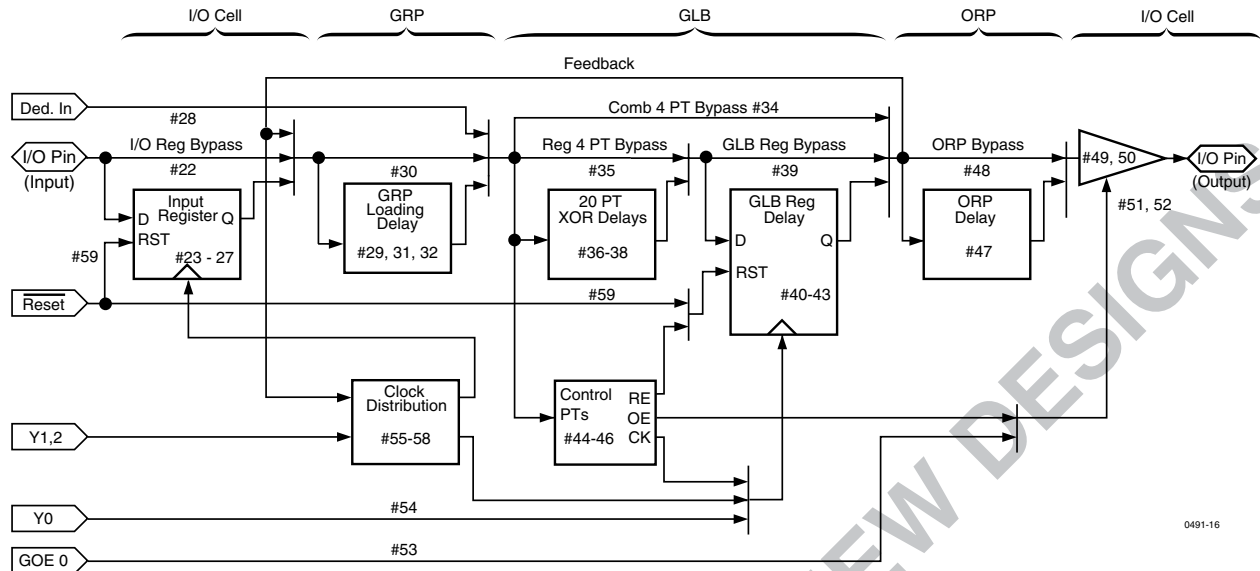 I/O Cell
GRP
GLB
ORP
I/O Cell
Feedback
Ded. In
#28
Comb 4 PT Bypass #34
I/O Pin
(Input)
I/O Reg Bypass
#22
#30
Reg 4 PT Bypass
#35
GLB Reg Bypass
#39
ORP Bypass
#48
#49, 50
I/O Pin
(Output)
#51, 52
Input
Register
D
Q
RST
#23 - 27
#59
GRP
Loading
Delay
#29, 31, 32
20 PT
XOR Delays
#36-38
GLB Reg
Delay
D
Q
RST
#40-43
ORP
Delay
#47
Reset
#59
Clock
Distribution
#55-58
Control
PTs
#44-46
RE
OE
CK
Y1,2
Y0
#54
GOE 0
#53
0491-16
EW DESIGNS